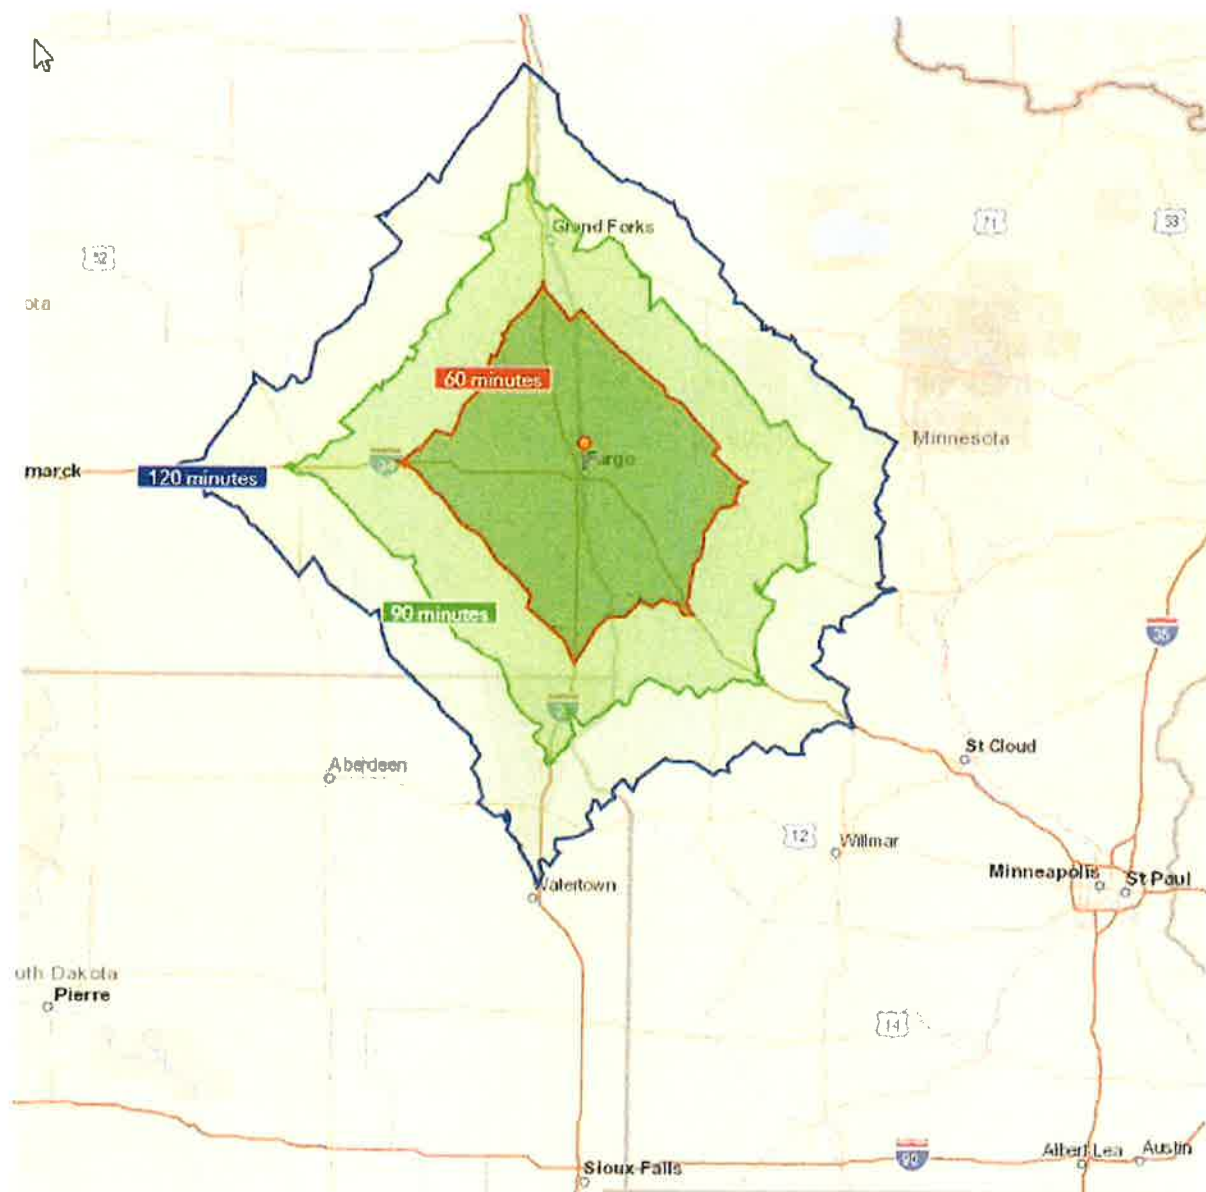 Grand Forks
71
53
52
ota
60 minutes
Minnesota
Fargo
94
marck
120 minutes
90 minutes
35
St Cloud
Aberdeen
12
Willmar
Minneapolis
St Paul
Watertown
uth Dakota
Pierre
14
90
Albert Lea
Austin
Sioux Falls